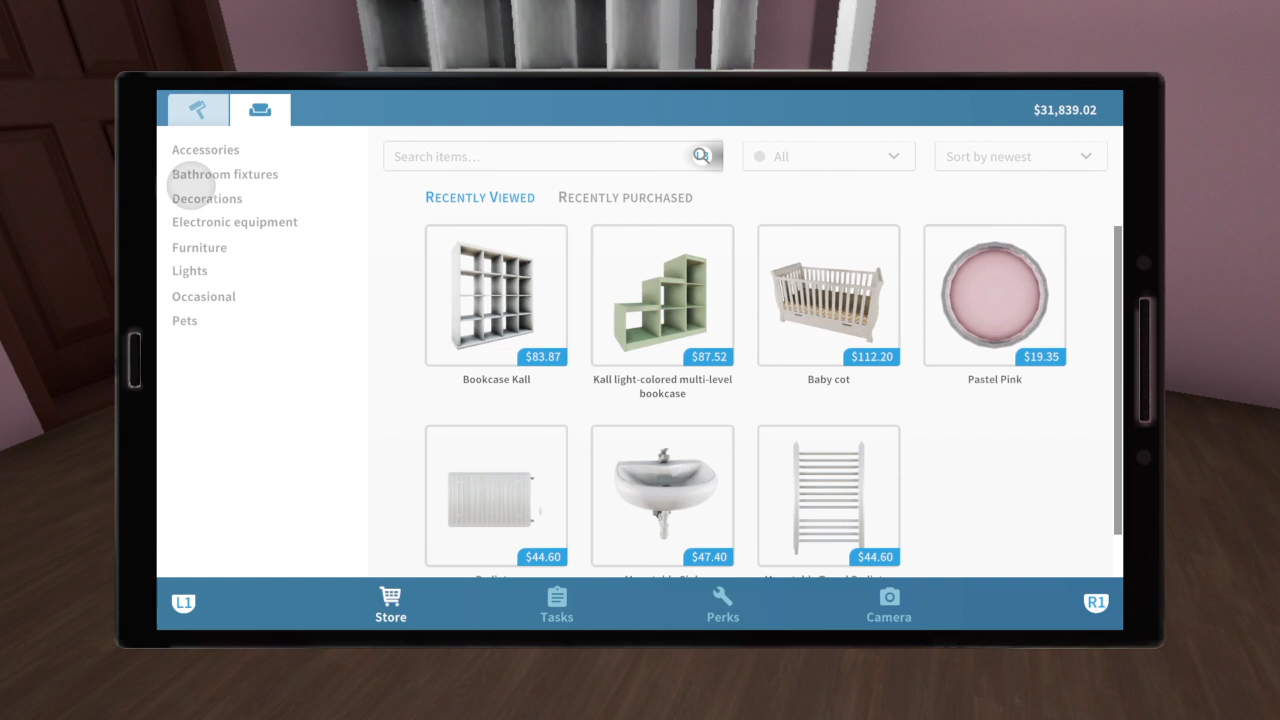 $31,839.02
Accessories
Bathroom fixtures
Decorations
Electronic equipment
Furniture
Lights
Occasional
Pets
Search items...
All
Sort by newest
RECENTLY VIEWED
RECENTLY PURCHASED
$83.87
$87.52
$112.20
$19.35
Bookcase Kall
Kall light-colored multi-level
bookcase
Baby cot
Pastel Pink
$44.60
$47.40
$44.60
L1
Store
Tasks
Perks
Camera
R1